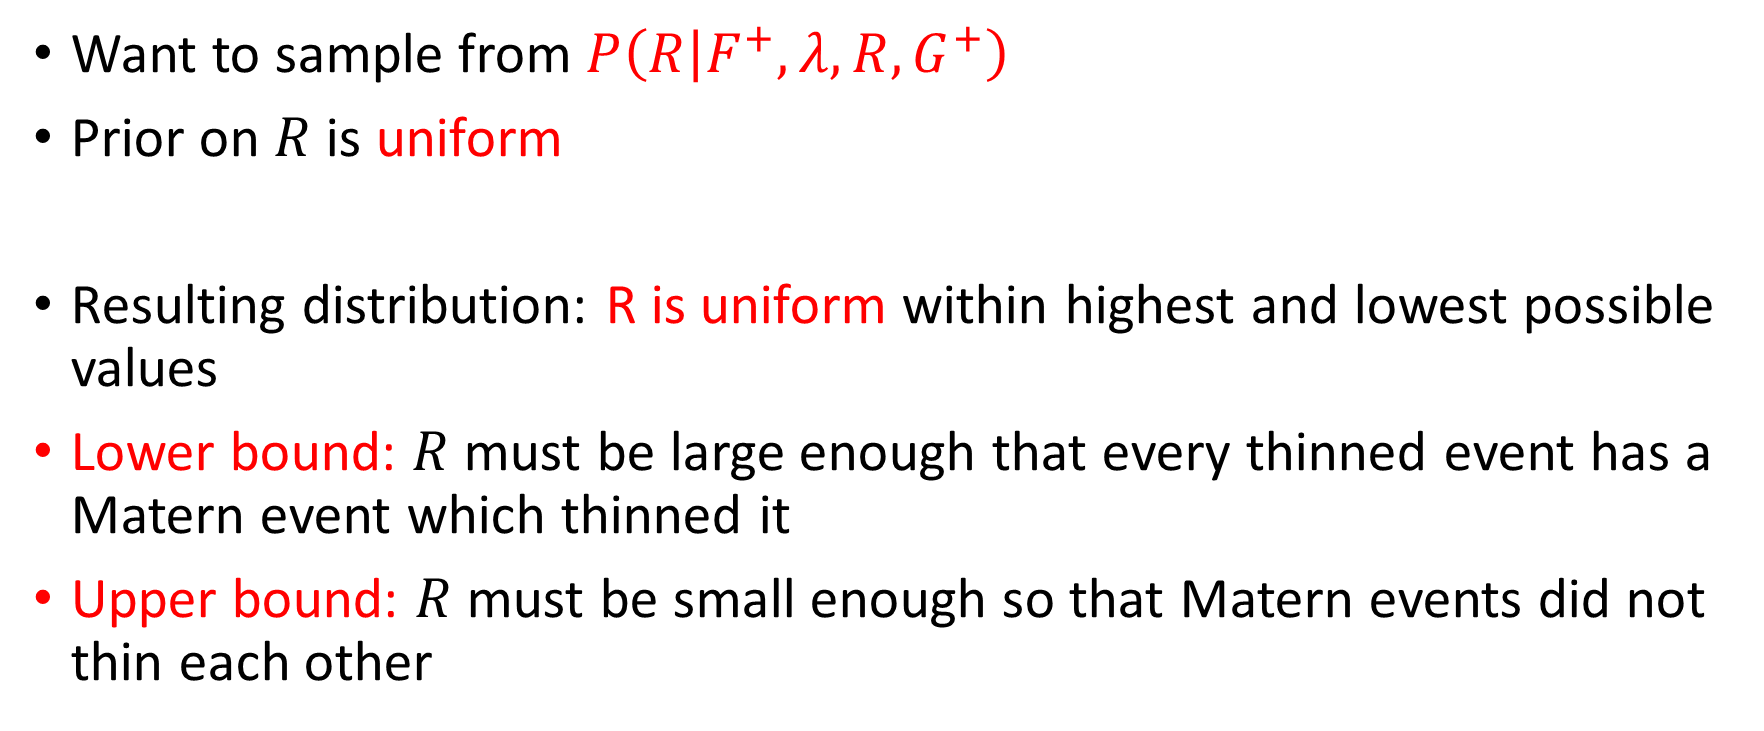 • Want to sample from P(R|F⁺, λ, R, G⁺)
• Prior on R is uniform
• Resulting distribution: R is uniform within highest and lowest possible
values
• Lower bound: R must be large enough that every thinned event has a
Matern event which thinned it
• Upper bound: R must be small enough so that Matern events did not
thin each other